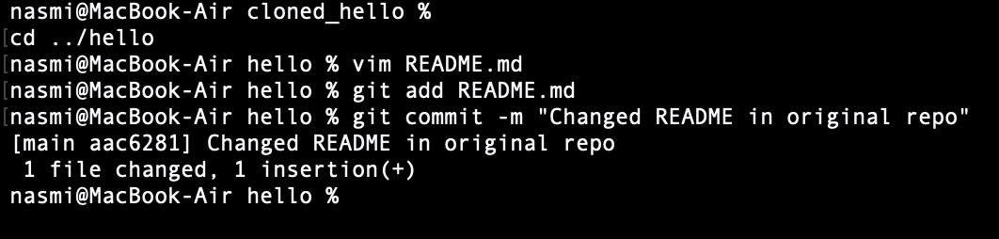 nasmi@MacBook-Air cloned_hello %
[cd ../hello
[nasmi@MacBook-Air hello % vim README.md
[nasmi@MacBook-Air hello % git add README.md
[nasmi@MacBook-Air hello % git commit -m "Changed README in original repo"
[main aac6281] Changed README in original repo
1 file changed, 1 insertion(+)
nasmi@MacBook-Air hello %